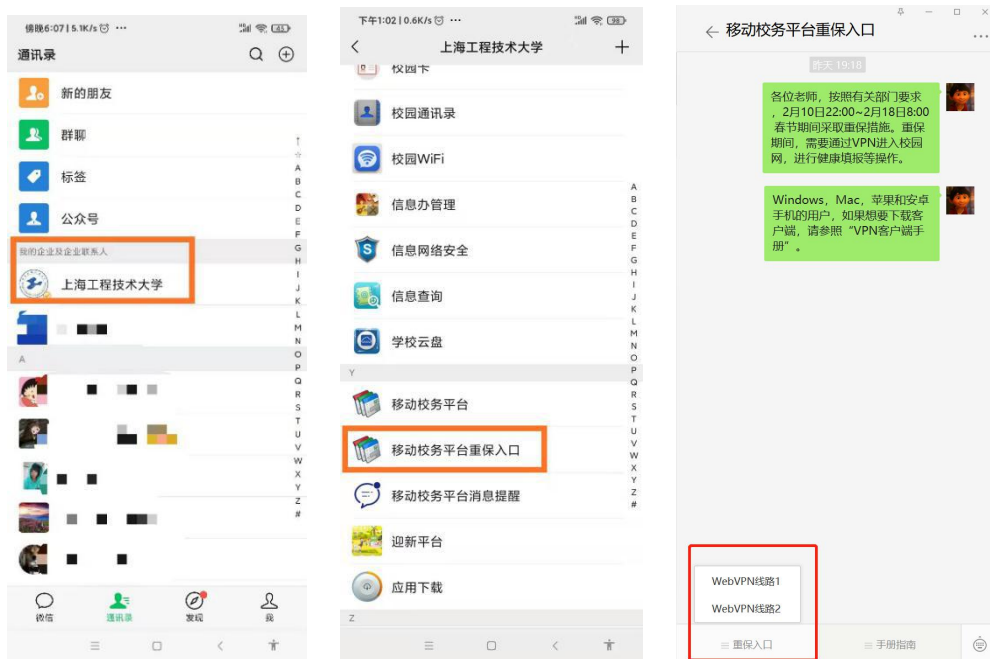 傍晚6:07 | 5.1K/s ···
45
通讯录
新的朋友
群聊
标签
公众号
我的企业及企业联系人
上海工程技术大学
A
↑
☆
A
B
C
D
E
F
G
H
I
J
K
L
M
N
O
P
Q
R
S
T
U
V
W
X
Y
Z
#
微信
通讯录
发现
我
下午1:02 | 0.6K/s ···
98
上海工程技术大学
校园卡
校园通讯录
校园WiFi
信息办管理
信息网络安全
信息查询
学校云盘
Y
移动校务平台
移动校务平台重保入口
移动校务平台消息提醒
迎新平台
应用下载
Z
A
B
C
D
E
F
G
H
I
J
K
L
M
N
O
P
Q
R
S
T
U
V
W
X
Y
Z
#
移动校务平台重保入口
昨天 19:18
各位老师，按照有关部门要求
，2月10日22:00~2月18日8:00
春节期间采取重保措施。重保
期间，需要通过VPN进入校园
网，进行健康填报等操作。
Windows，Mac，苹果和安卓
手机的用户，如果想要下载客
户端，请参照“VPN客户端手
册”。
WebVPN线路1
WebVPN线路2
重保入口
手册指南